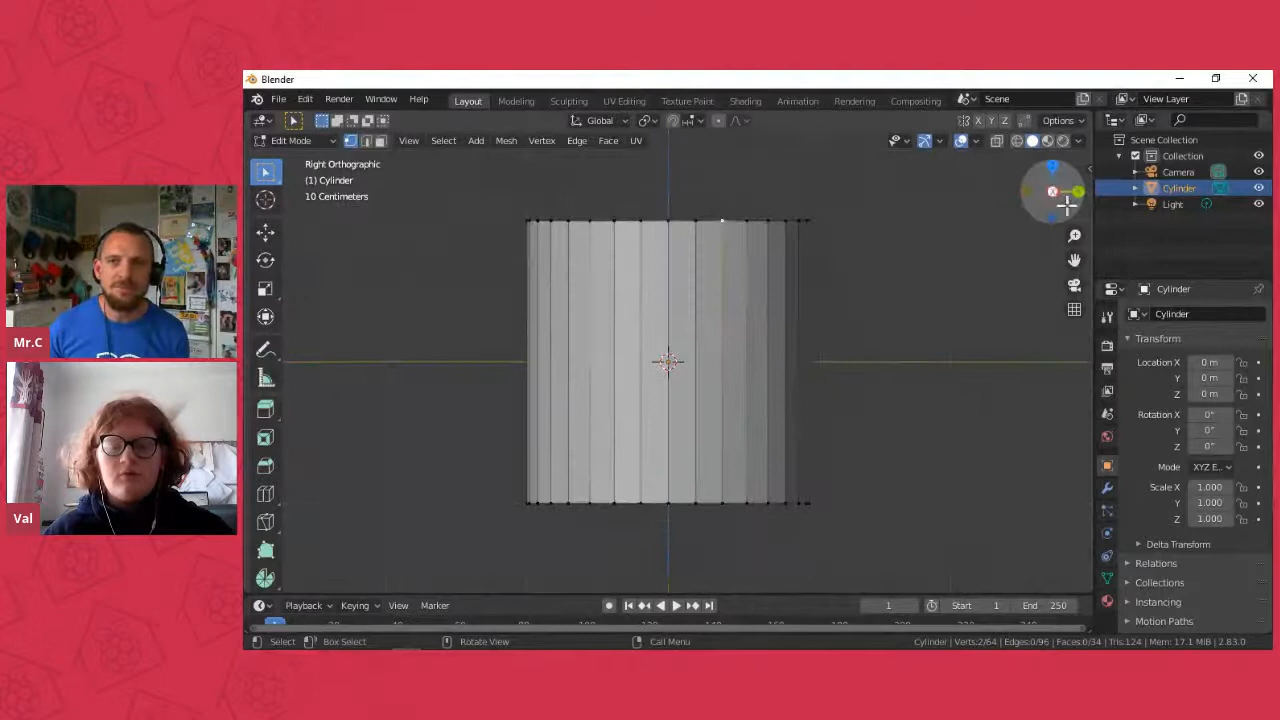 Blender
File Edit Render Window Help Layout Modeling Sculpting UV Editing Texture Paint Shading Animation Rendering Compositing Scene View Layer
Global Options
X Y Z
Edit Mode View Select Add Mesh Vertex Edge Face UV
Scene Collection
Collection
Camera
Cylinder
Light
Right Orthographic
(1) Cylinder
10 Centimeters
X
Mr.C
Val
Cylinder
Cylinder
Transform
Location X 0 m
Y 0 m
Z 0 m
Rotation X 0°
Y 0°
Z 0°
Mode XYZ E...
Scale X 1.000
Y 1.000
Z 1.000
Delta Transform
Relations
Collections
Instancing
Motion Paths
Playback Keying View Marker 1 Start 1 End 250
Select Box Select Rotate View Call Menu Cylinder | Verts:2/64 | Edges:0/96 | Faces:0/34 | Tris:124 | Mem: 17.1 MiB | 2.83.0